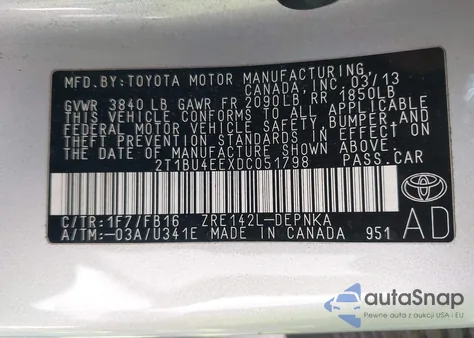 MFD.BY:TOYOTA MOTOR MANUFACTURING,
CANADA, INC. 03/13
GVWR 3840 LB GAWR FR 2090LB RR 1850LB
THIS VEHICLE CONFORMS TO ALL APPLICABLE
FEDERAL MOTOR VEHICLE SAFETY, BUMPER, AND
THEFT PREVENTION STANDARDS IN EFFECT ON
THE DATE OF MANUFACTURE SHOWN ABOVE.
2T1BU4EEXDC051798 PASS.CAR
C/TR:1F7/FB16 ZRE142L-DEPNKA
A/TM:-03A/U341E MADE IN CANADA 951
TOYOTA
AD
autoSnap
Pewne auta z aukcji USA i EU